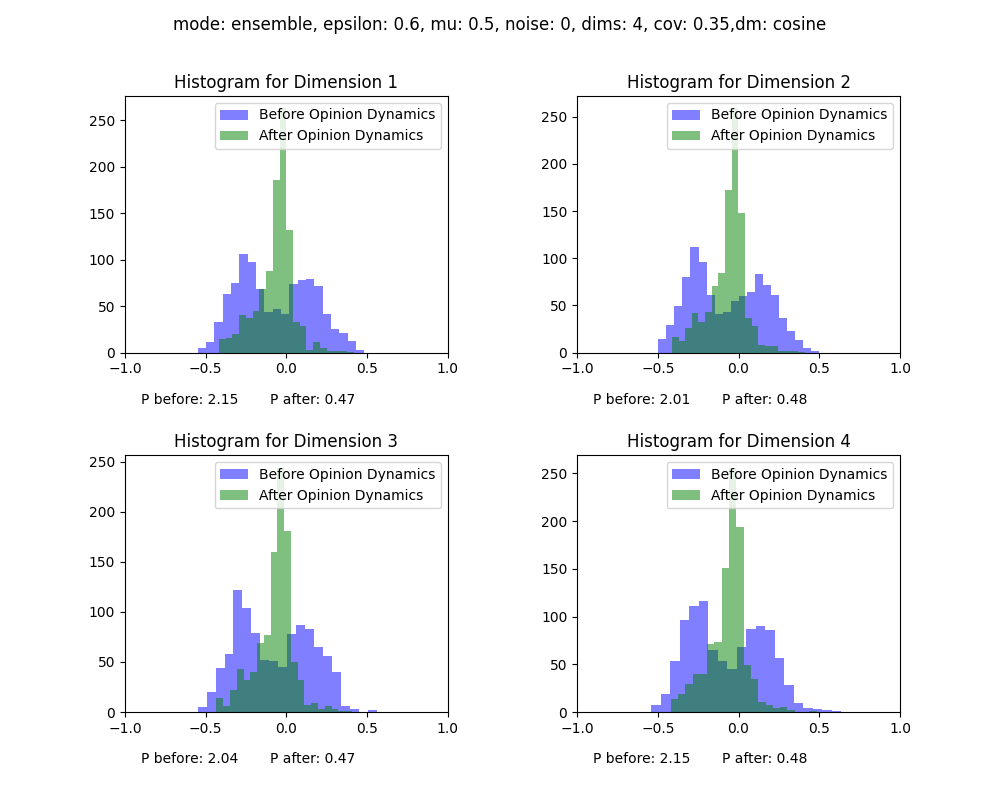 mode: ensemble, epsilon: 0.6, mu: 0.5, noise: 0, dims: 4, cov: 0.35,dm: cosine
Histogram for Dimension 1
Before Opinion Dynamics
After Opinion Dynamics
250
200
150
100
50
0
−1.0 −0.5 0.0 0.5 1.0
P before: 2.15 P after: 0.47
Histogram for Dimension 2
Before Opinion Dynamics
After Opinion Dynamics
250
200
150
100
50
0
−1.0 −0.5 0.0 0.5 1.0
P before: 2.01 P after: 0.48
Histogram for Dimension 3
Before Opinion Dynamics
After Opinion Dynamics
250
200
150
100
50
0
−1.0 −0.5 0.0 0.5 1.0
P before: 2.04 P after: 0.47
Histogram for Dimension 4
Before Opinion Dynamics
After Opinion Dynamics
250
200
150
100
50
0
−1.0 −0.5 0.0 0.5 1.0
P before: 2.15 P after: 0.48